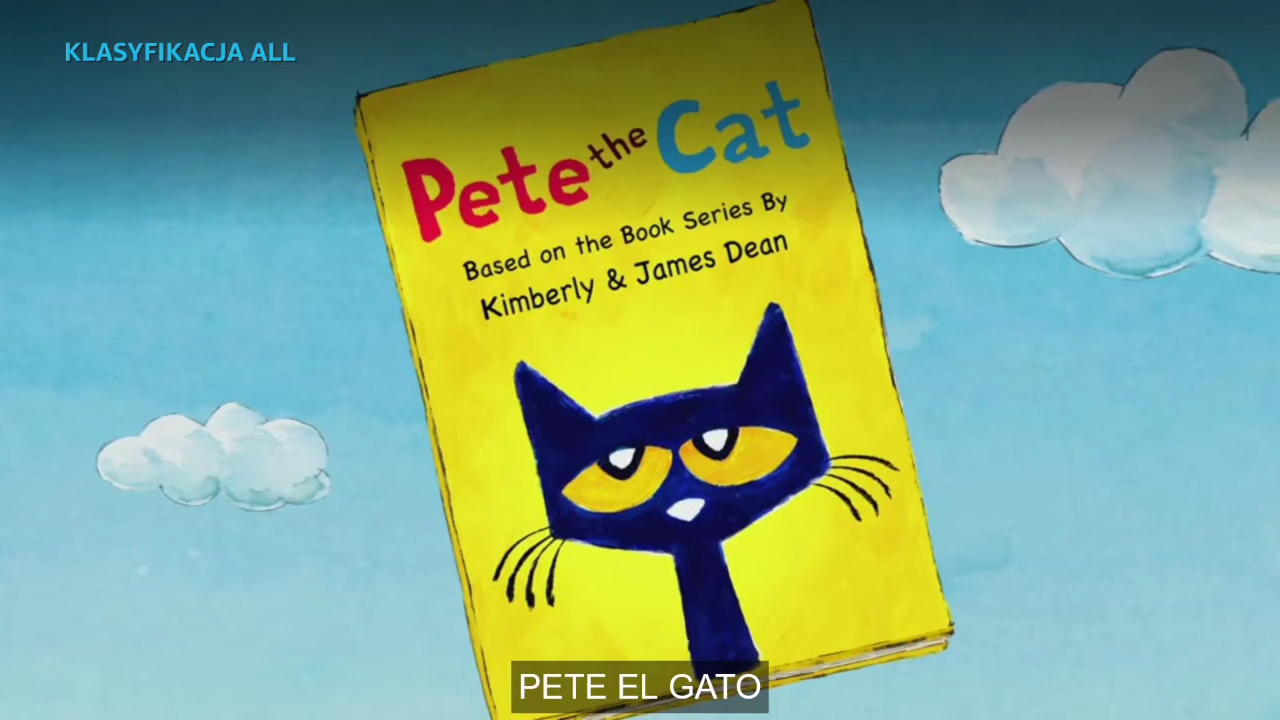 KLASYFIKACJA ALL
Pete the Cat
Based on the Book Series By
Kimberly & James Dean
PETE EL GATO